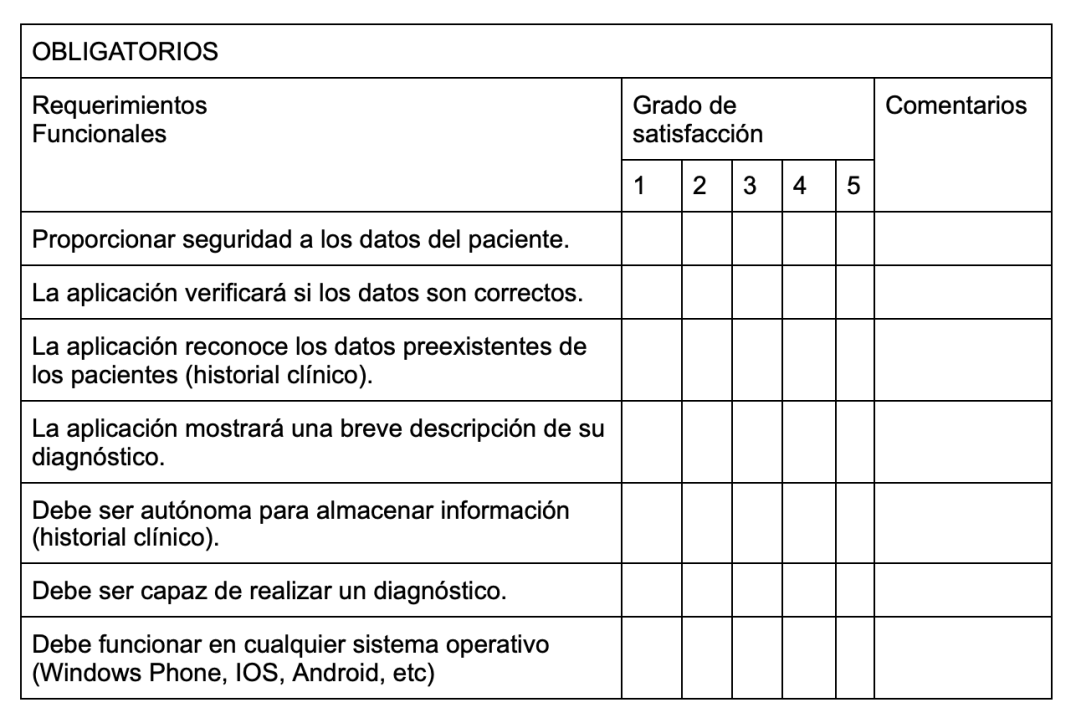 OBLIGATORIOS
Requerimientos
Funcionales
Grado de
satisfacción
Comentarios
1 2 3 4 5
Proporcionar seguridad a los datos del paciente.
La aplicación verificará si los datos son correctos.
La aplicación reconoce los datos preexistentes de
los pacientes (historial clínico).
La aplicación mostrará una breve descripción de su
diagnóstico.
Debe ser autónoma para almacenar información
(historial clínico).
Debe ser capaz de realizar un diagnóstico.
Debe funcionar en cualquier sistema operativo
(Windows Phone, IOS, Android, etc)